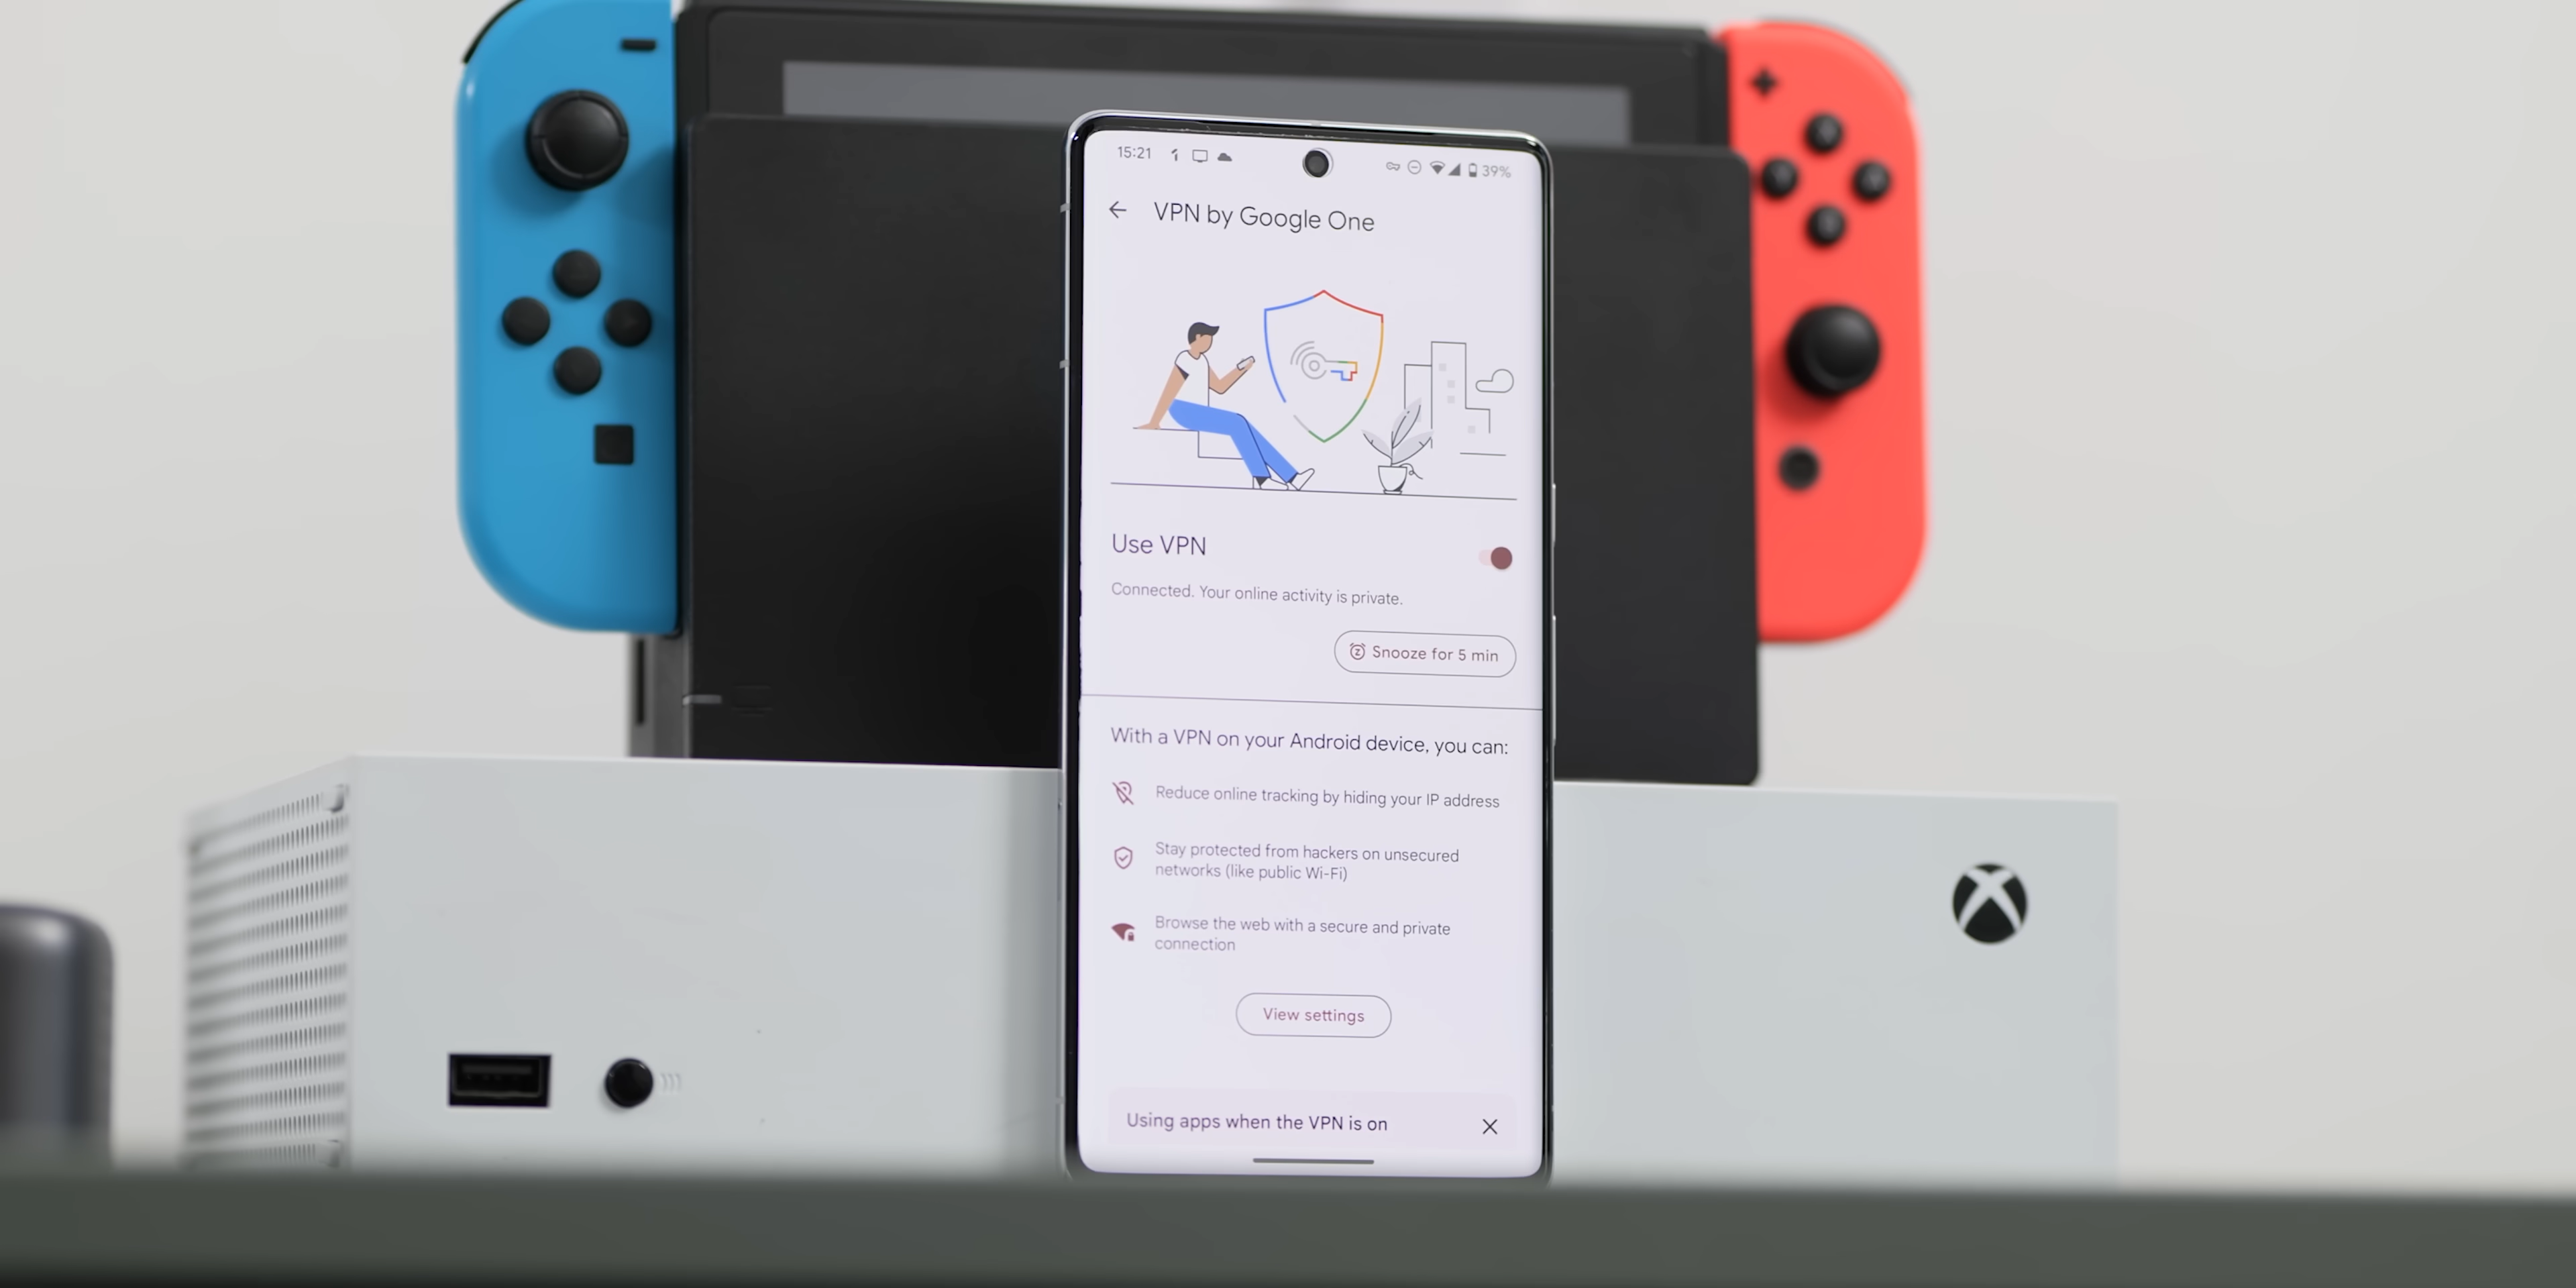 15:21
39%
VPN by Google One
Use VPN
Connected. Your online activity is private.
Snooze for 5 min
With a VPN on your Android device, you can:
Reduce online tracking by hiding your IP address
Stay protected from hackers on unsecured
networks (like public Wi-Fi)
Browse the web with a secure and private
connection
View settings
Using apps when the VPN is on